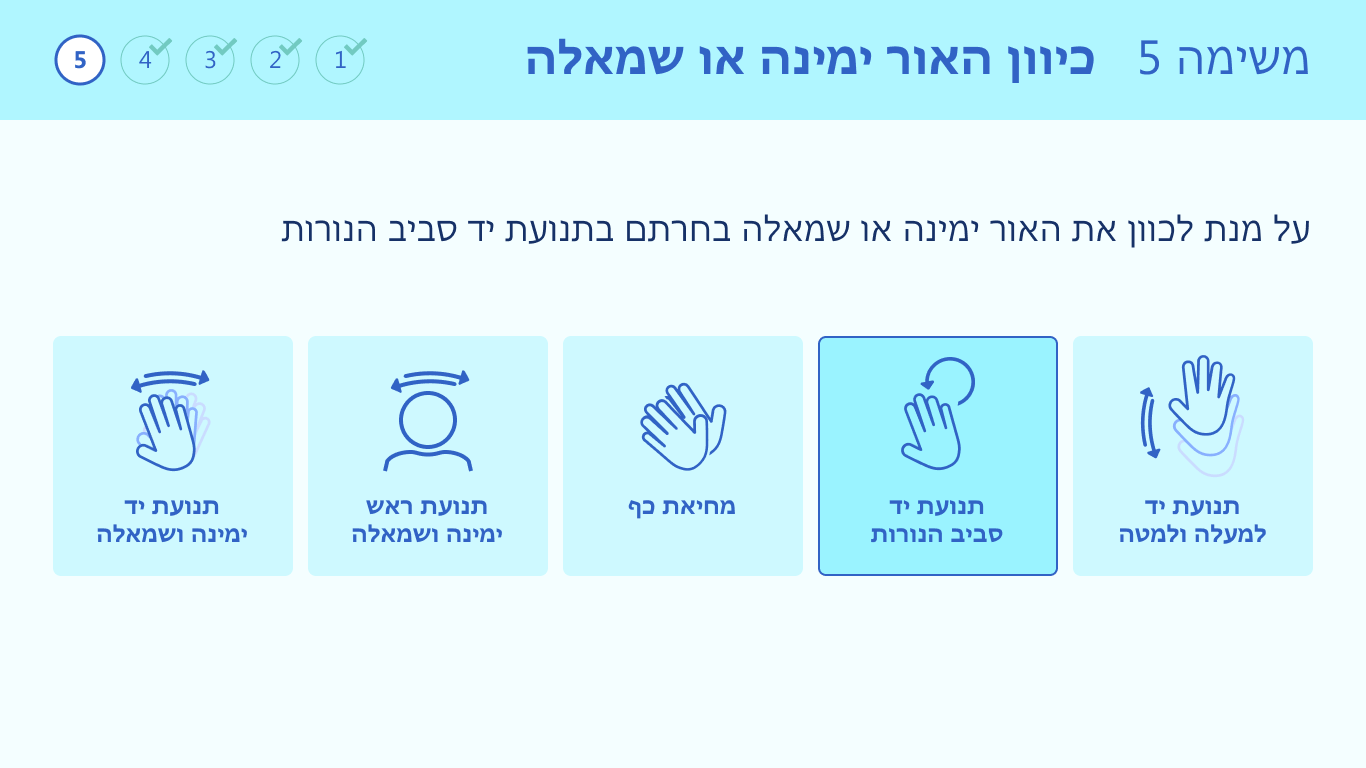 משימה 5 כיוון האור ימינה או שמאלה
1 2 3 4 5
על מנת לכוון את האור ימינה או שמאלה בחרתם בתנועת יד סביב הנורות
תנועת יד
למעלה ולמטה
תנועת יד
סביב הנורות
מחיאת כף
תנועת ראש
ימינה ושמאלה
תנועת יד
ימינה ושמאלה